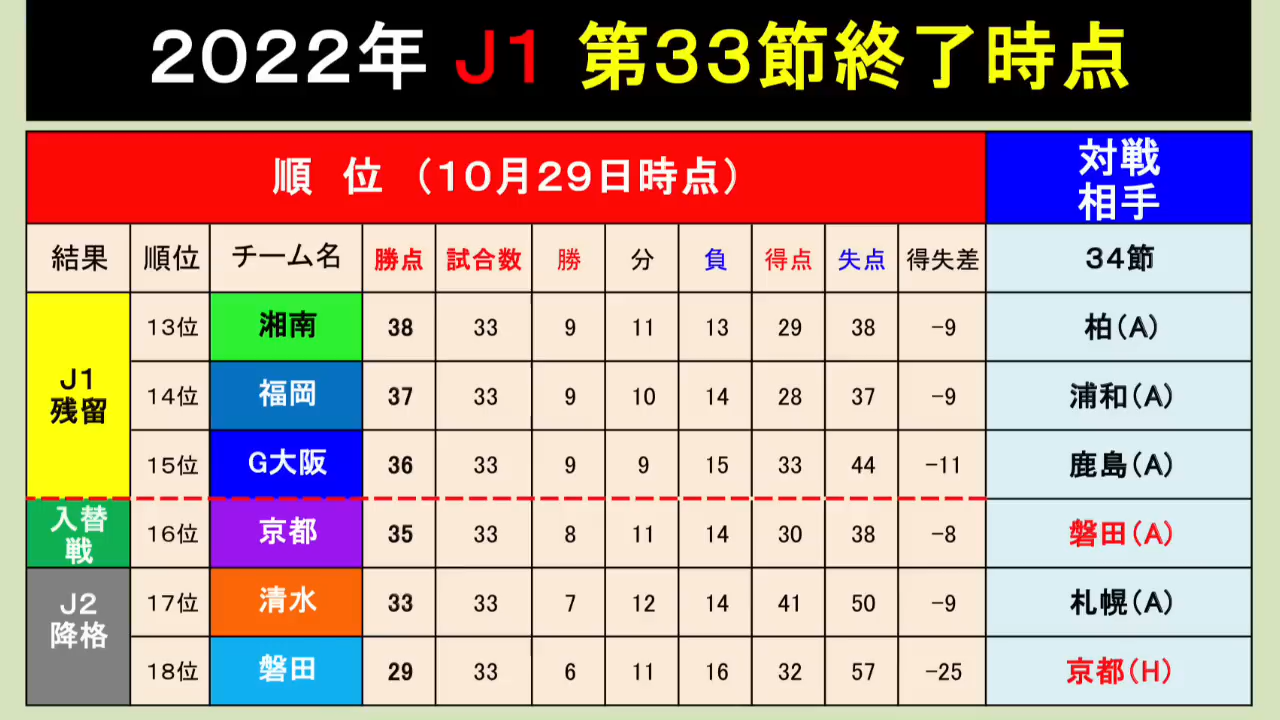 2022年 J1 第33節終了時点
順 位 （10月29日時点） 対戦相手
結果 順位 チーム名 勝点 試合数 勝 分 負 得点 失点 得失差 34節
J1残留 13位 湘南 38 33 9 11 13 29 38 −9 柏（A）
14位 福岡 37 33 9 10 14 28 37 −9 浦和（A）
15位 G大阪 36 33 9 9 15 33 44 −11 鹿島（A）
入替戦 16位 京都 35 33 8 11 14 30 38 −8 磐田（A）
J2降格 17位 清水 33 33 7 12 14 41 50 −9 札幌（A）
18位 磐田 29 33 6 11 16 32 57 −25 京都（H）